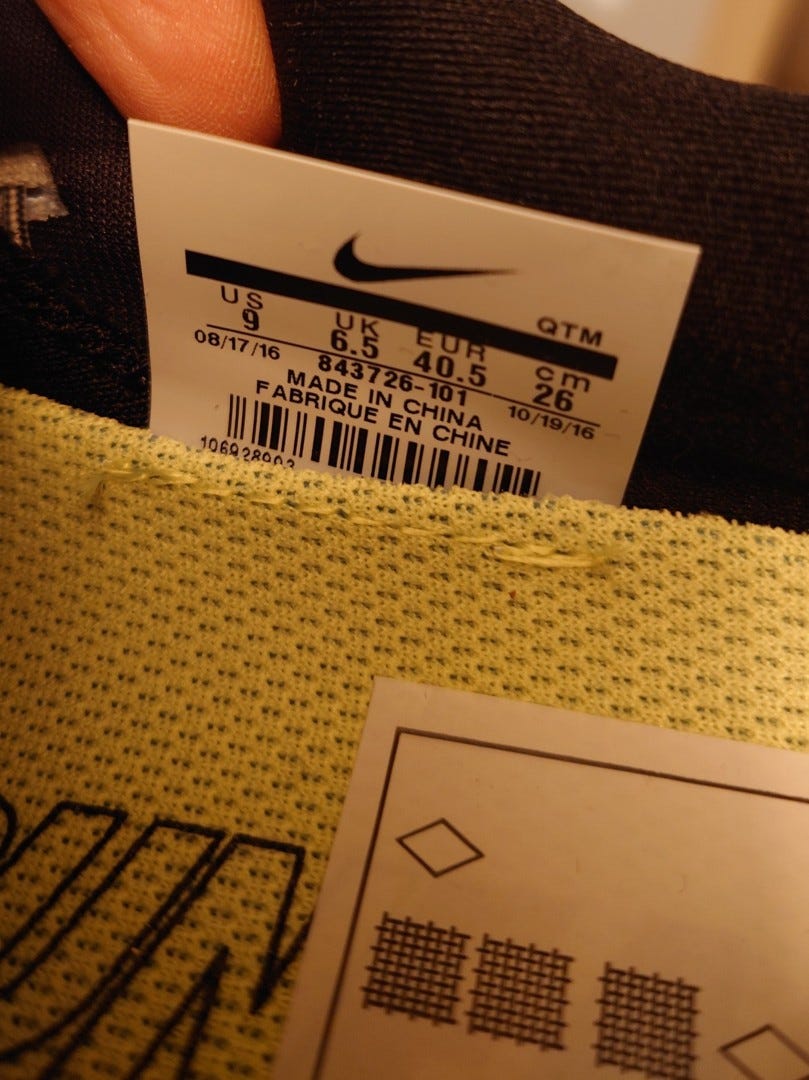 US UK EUR QTM cm
9 6.5 40.5 26
08/17/16 843726-101 10/19/16
MADE IN CHINA
FABRIQUE EN CHINE